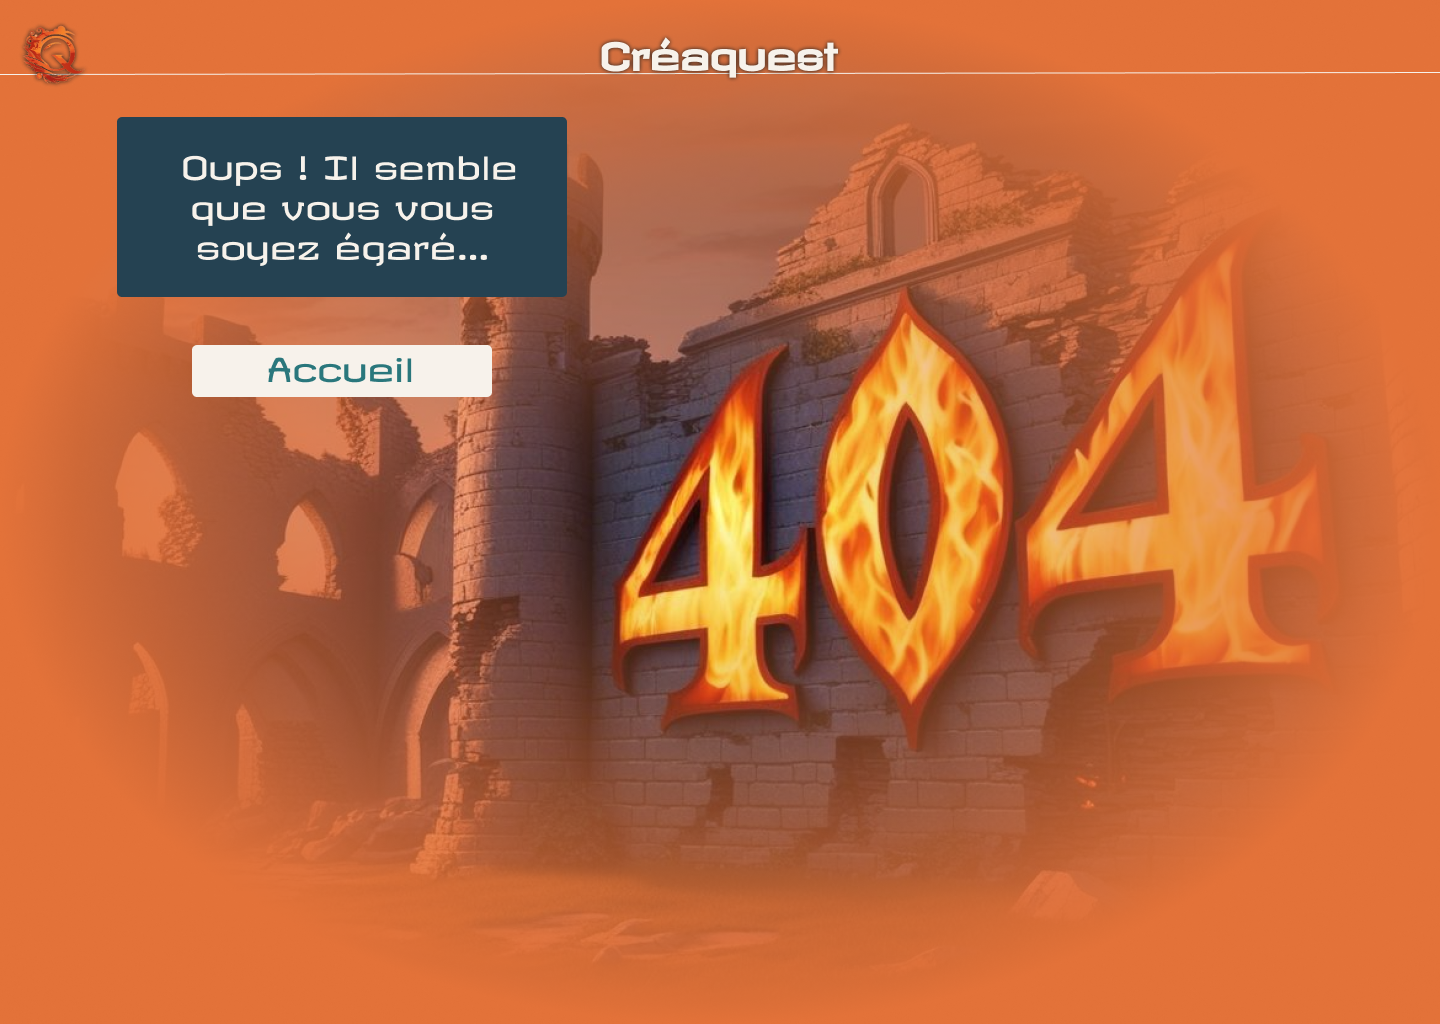 Créaquest
Oups ! Il semble
que vous vous
soyez égaré...
Accueil
404